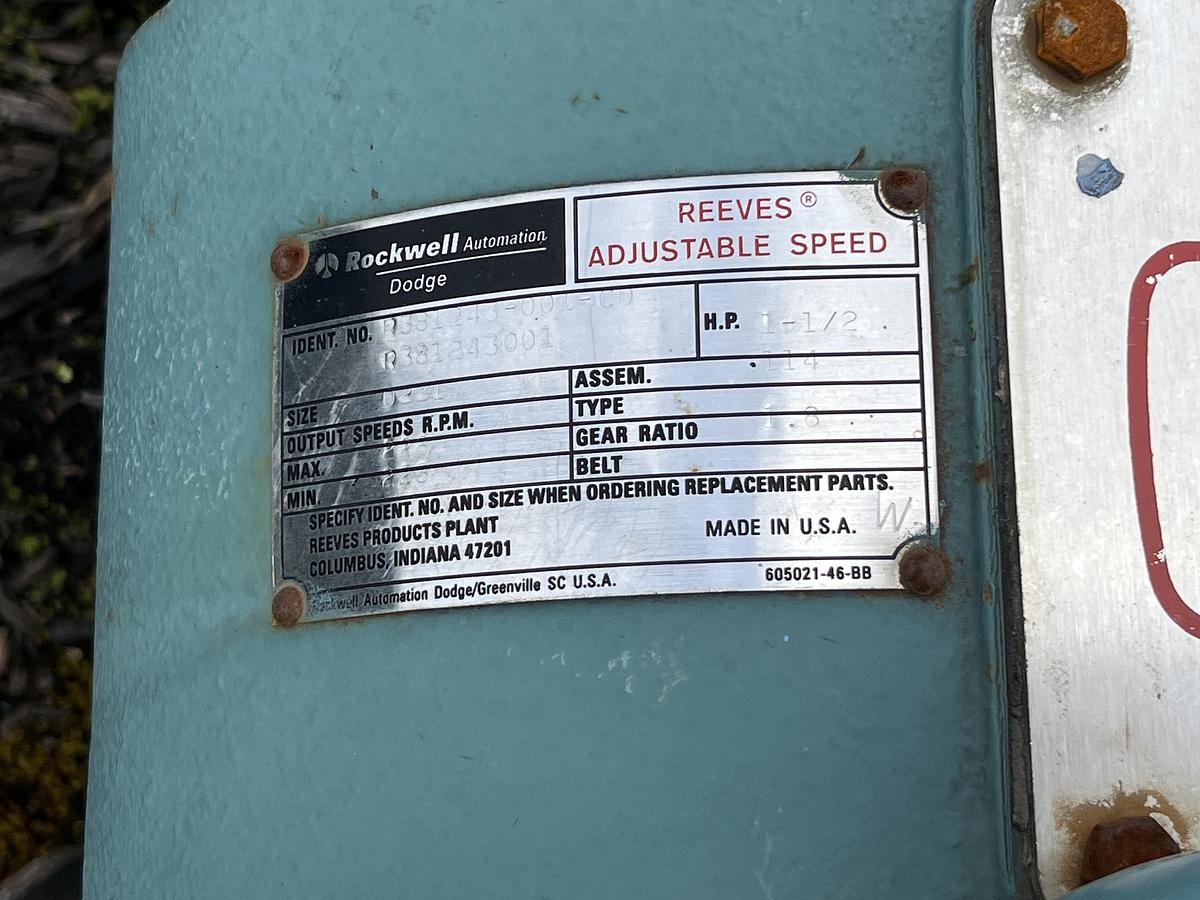 Rockwell Automation
Dodge
REEVES®
ADJUSTABLE SPEED
IDENT. NO.
R381243001
H.P. 1-1/2
SIZE
ASSEM. 114
OUTPUT SPEEDS R.P.M.
TYPE
MAX.
GEAR RATIO
MIN.
BELT
SPECIFY IDENT. NO. AND SIZE WHEN ORDERING REPLACEMENT PARTS.
REEVES PRODUCTS PLANT
COLUMBUS, INDIANA 47201
MADE IN U.S.A. W
Rockwell Automation Dodge/Greenville SC U.S.A.
605021-46-BB